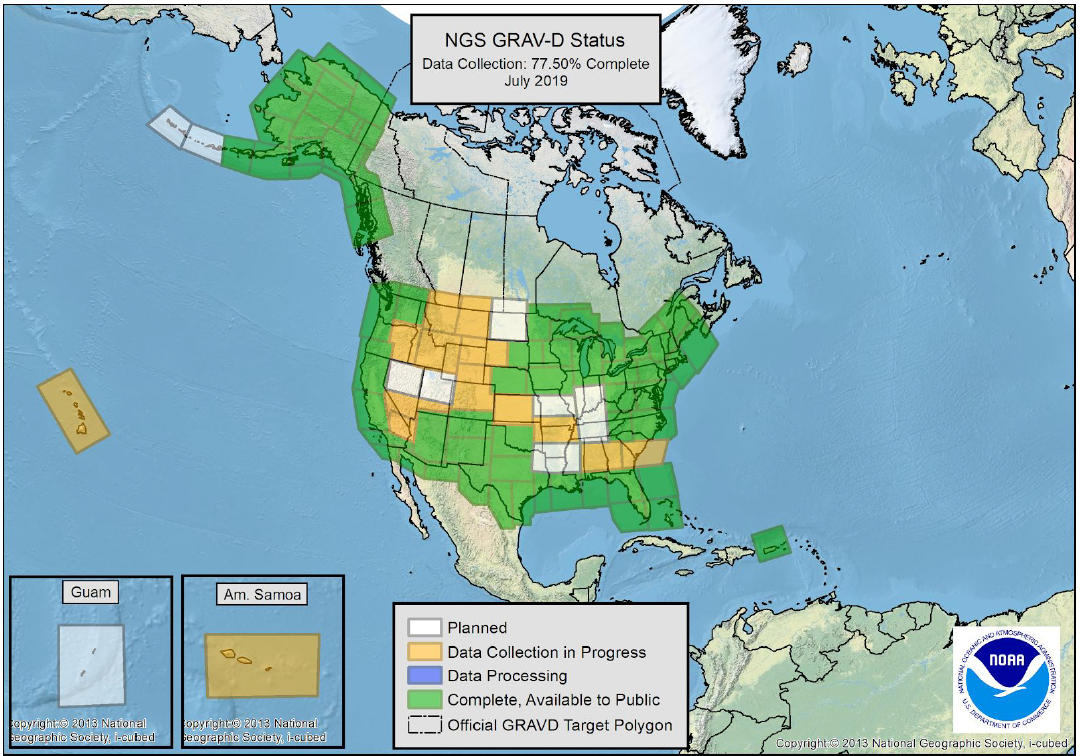 NGS GRAV-D Status
Data Collection: 77.50% Complete
July 2019
Guam
Am. Samoa
copyright:© 2013 National
Geographic Society, i-cubed
copyright:© 2013 National
Geographic Society, i-cubed
Planned
Data Collection in Progress
Data Processing
Complete, Available to Public
Official GRAVD Target Polygon
NATIONAL OCEANIC AND ATMOSPHERIC ADMINISTRATION
NOAA
U.S. DEPARTMENT OF COMMERCE
Copyright:© 2013 National Geographic Society, i-cubed